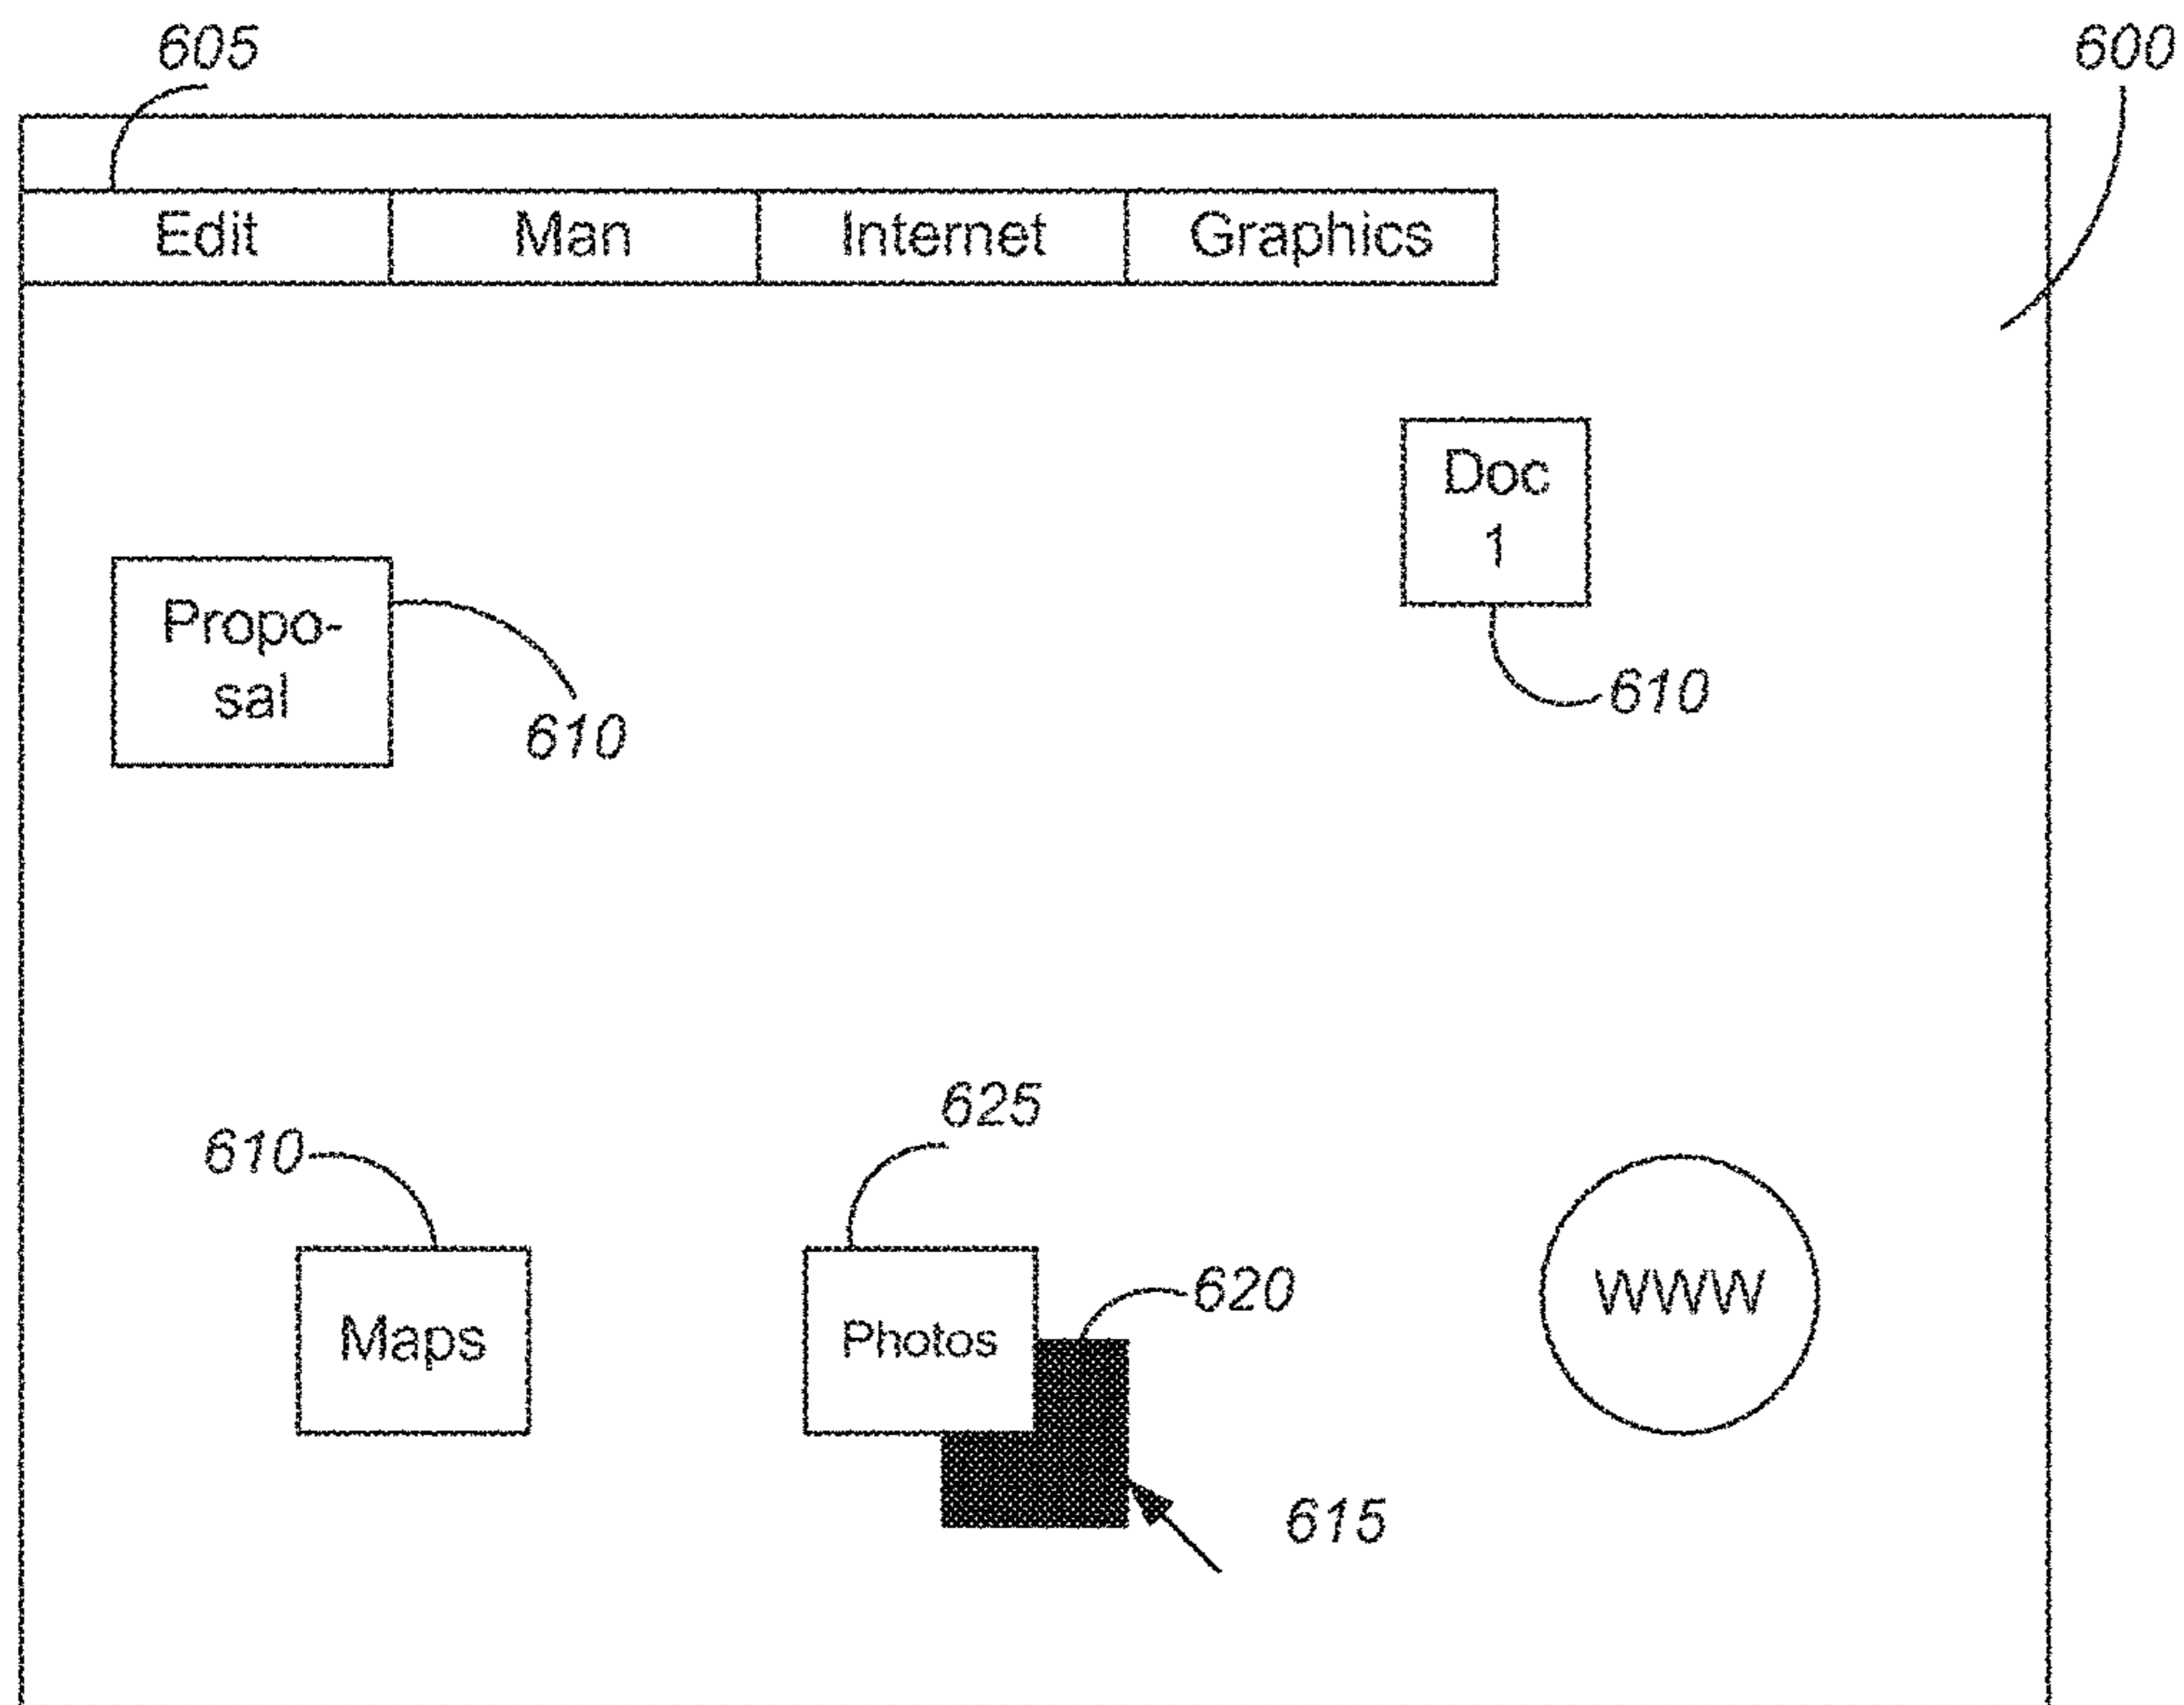 605
600
Edit Man Internet Graphics
Doc
1
Propo-
sal
610
610
625
610
620
WWW
Maps
Photos
615